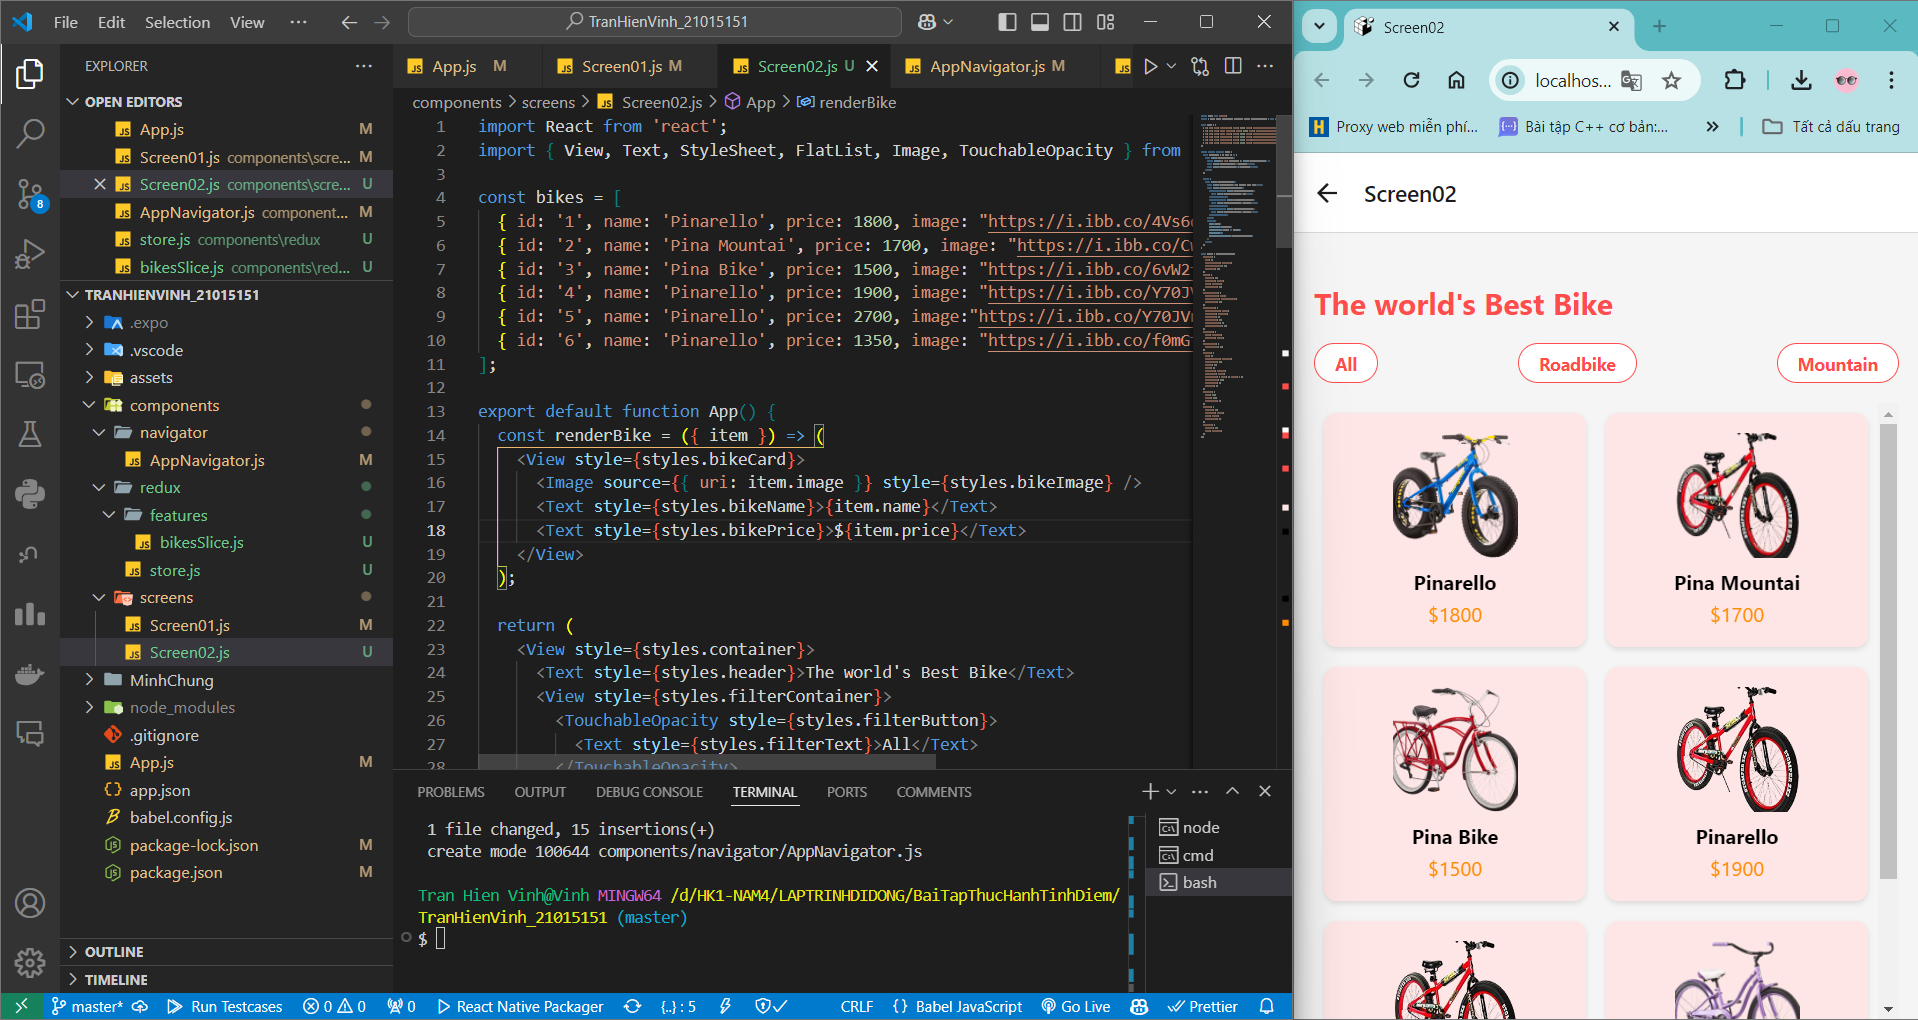 File Edit Selection View ··· TranHienVinh_21015151
EXPLORER
OPEN EDITORS
App.js M
Screen01.js components\scre... M
Screen02.js components\scre... U
AppNavigator.js component... M
store.js components\redux U
bikesSlice.js components\red... U
TRANHIENVINH_21015151
.expo
.vscode
assets
components
navigator
AppNavigator.js M
redux
features
bikesSlice.js U
store.js U
screens
Screen01.js M
Screen02.js U
MinhChung
node_modules
.gitignore
App.js M
app.json
babel.config.js
package-lock.json M
package.json M
OUTLINE
TIMELINE
8
App.js M Screen01.js M Screen02.js U AppNavigator.js M JS
components > screens > Screen02.js > App > renderBike
1 import React from 'react';
2 import { View, Text, StyleSheet, FlatList, Image, TouchableOpacity } from
3
4 const bikes = [
5 { id: '1', name: 'Pinarello', price: 1800, image: "https://i.ibb.co/4Vs6
6 { id: '2', name: 'Pina Mountai', price: 1700, image: "https://i.ibb.co/C
7 { id: '3', name: 'Pina Bike', price: 1500, image: "https://i.ibb.co/6vW2
8 { id: '4', name: 'Pinarello', price: 1900, image: "https://i.ibb.co/Y70JV
9 { id: '5', name: 'Pinarello', price: 2700, image:"https://i.ibb.co/Y70JV
10 { id: '6', name: 'Pinarello', price: 1350, image: "https://i.ibb.co/f0mG
11 ];
12
13 export default function App() {
14 const renderBike = ({ item }) => (
15 <View style={styles.bikeCard}>
16 <Image source={{ uri: item.image }} style={styles.bikeImage} />
17 <Text style={styles.bikeName}>{item.name}</Text>
18 <Text style={styles.bikePrice}>${item.price}</Text>
19 </View>
20 );
21
22 return (
23 <View style={styles.container}>
24 <Text style={styles.header}>The world's Best Bike</Text>
25 <View style={styles.filterContainer}>
26 <TouchableOpacity style={styles.filterButton}>
27 <Text style={styles.filterText}>All</Text>
28 </TouchableOpacity>
PROBLEMS OUTPUT DEBUG CONSOLE TERMINAL PORTS COMMENTS
1 file changed, 15 insertions(+)
create mode 100644 components/navigator/AppNavigator.js
Tran Hien Vinh@Vinh MINGW64 /d/HK1-NAM4/LAPTRINHDIDONG/BaiTapThucHanhTinhDiem/
TranHienVinh_21015151 (master)
$
node
cmd
bash
master* Run Testcases 0 0 0 React Native Packager {..} : 5 CRLF {} Babel JavaScript Go Live Prettier
Screen02
localhos...
Proxy web miễn phí... Bài tập C++ cơ bản:... » Tất cả dấu trang
Screen02
The world's Best Bike
All Roadbike Mountain
Pinarello
$1800
Pina Mountai
$1700
Pina Bike
$1500
Pinarello
$1900